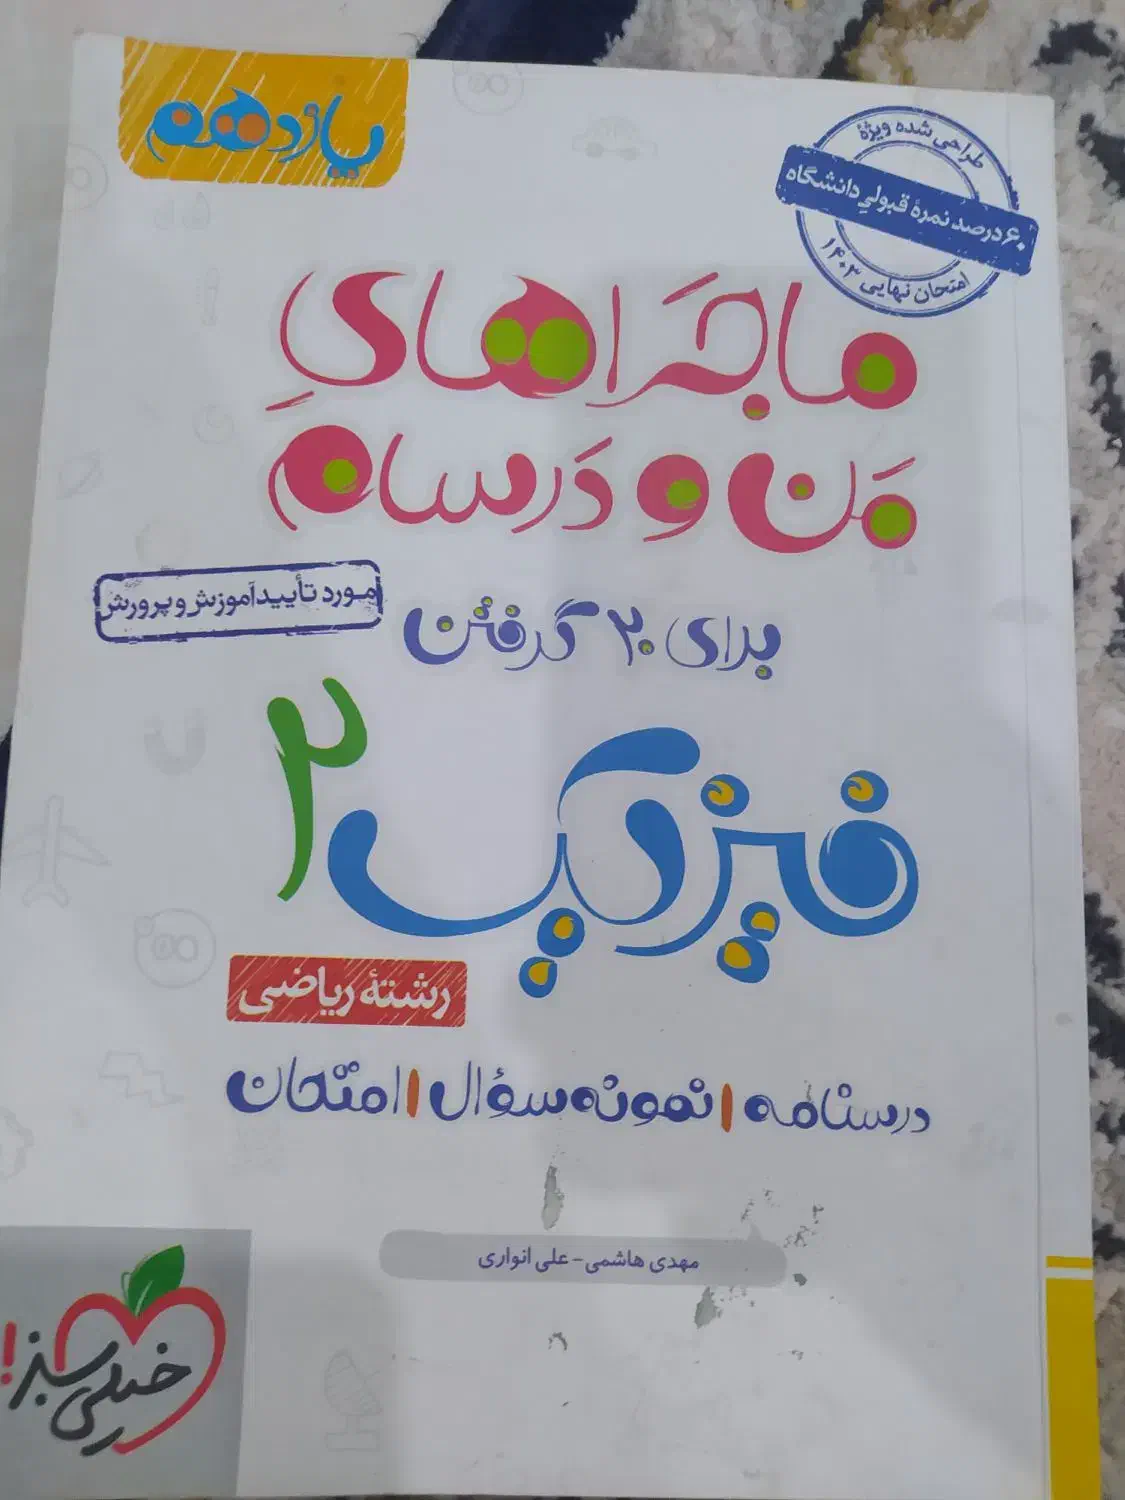 یازدهم
طراحی شده ویژهٔ
۶۰ درصد نمرهٔ قبولی دانشگاه
امتحان نهایی ۱۴۰۳
ماجراهای
من و درسام
مورد تأیید آموزش و پرورش
برای ۲۰ گرفتن
فیزیک ۲
رشتهٔ ریاضی
درسنامه | نمونه سؤال | امتحان
مهدی هاشمی - علی انواری
خیلی سبز!